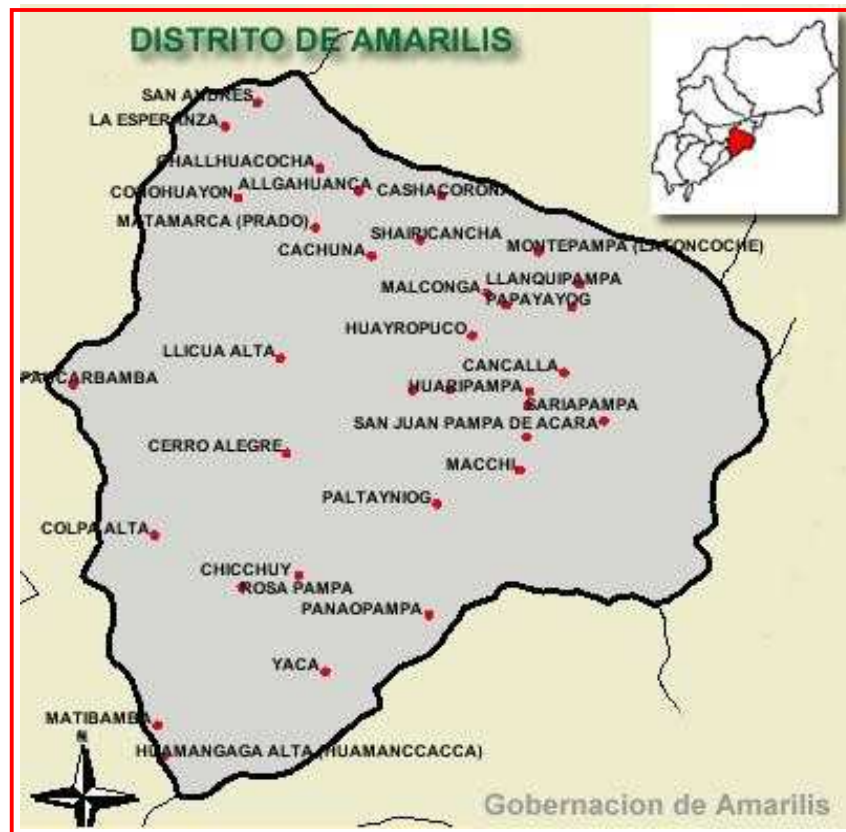 DISTRITO DE AMARILIS
SAN ANDRES
LA ESPERANZA
CHALLHUACOCHA
ALLGAHUANCA
CASHACORONA
CONOHUAYON
MATAMARCA (PRADO)
SHAIRICANCHA
CACHUNA
MONTEPAMPA (LATONCOCHE)
LLANQUIPAMPA
MALCONGA
PAPAYAYOG
HUAYROPUCO
LLICUA ALTA
CANCALLA
PAUCARBAMBA
HUARIPAMPA
SARIAPAMPA
SAN JUAN PAMPA DE ACARA
CERRO ALEGRE
MACCHI
PALTAYNIOG
COLPA ALTA
CHICCHUY
ROSA PAMPA
PANAOPAMPA
YACA
MATIBAMBA
N
HUAMANGAGA ALTA (HUAMANCCACCA)
Gobernacion de Amarilis